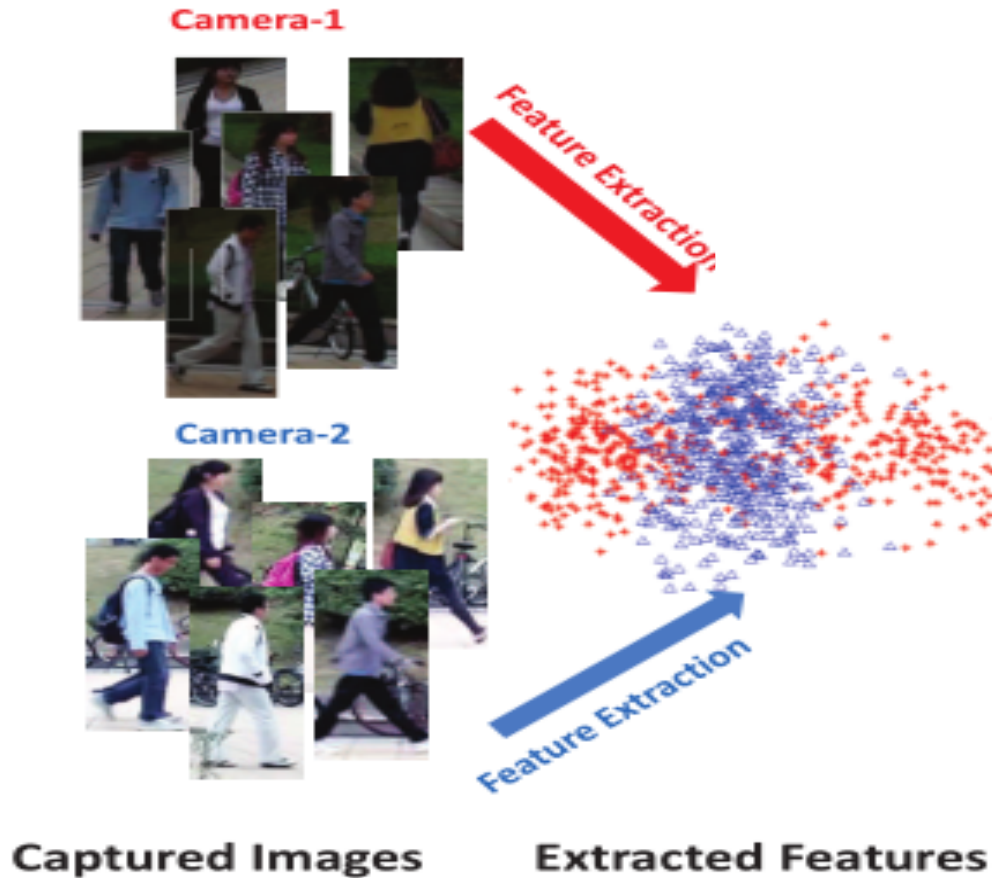 Camera-1
Feature Extraction
Camera-2
Feature Extraction
Captured Images
Extracted Features